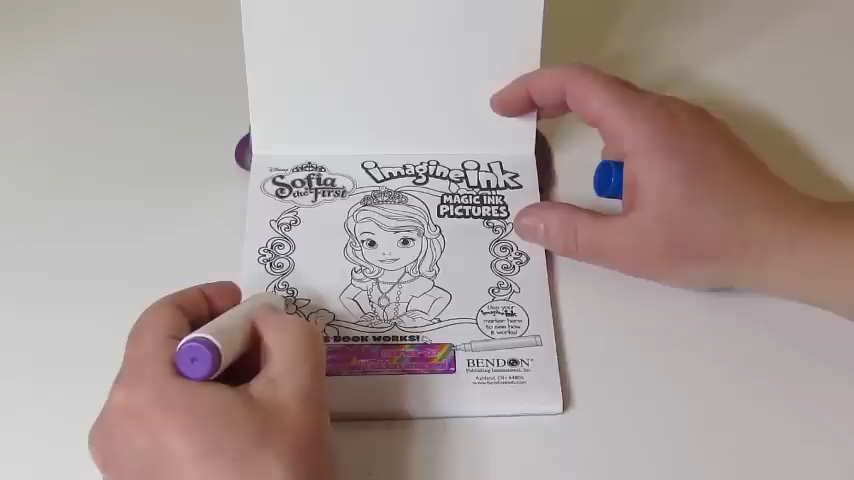 Disney
Sofia
the First
imagine ink
MAGIC INK
PICTURES
Use your
imagine ink
marker here
to see how
it works!
BOOK WORKS!
BENDON
Publishing International, Inc.
Ashland, OH 44805